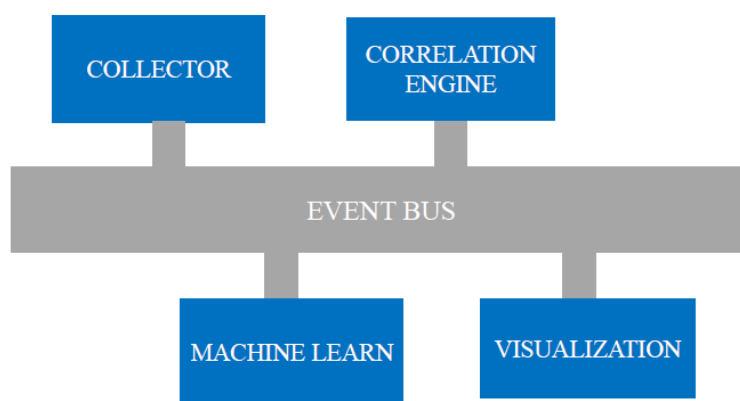 COLLECTOR
CORRELATION
ENGINE
EVENT BUS
MACHINE LEARN
VISUALIZATION